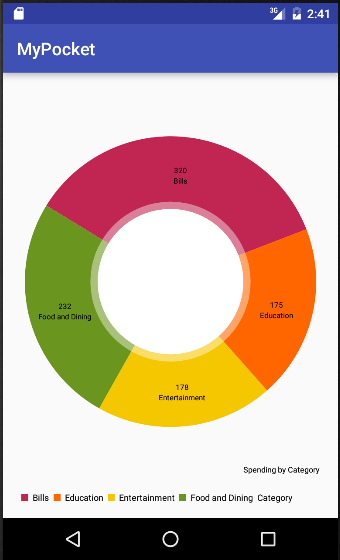 3G 2:41
MyPocket
320
Bills
175
Education
232
Food and Dining
178
Entertainment
Spending by Category
Bills Education Entertainment Food and Dining Category